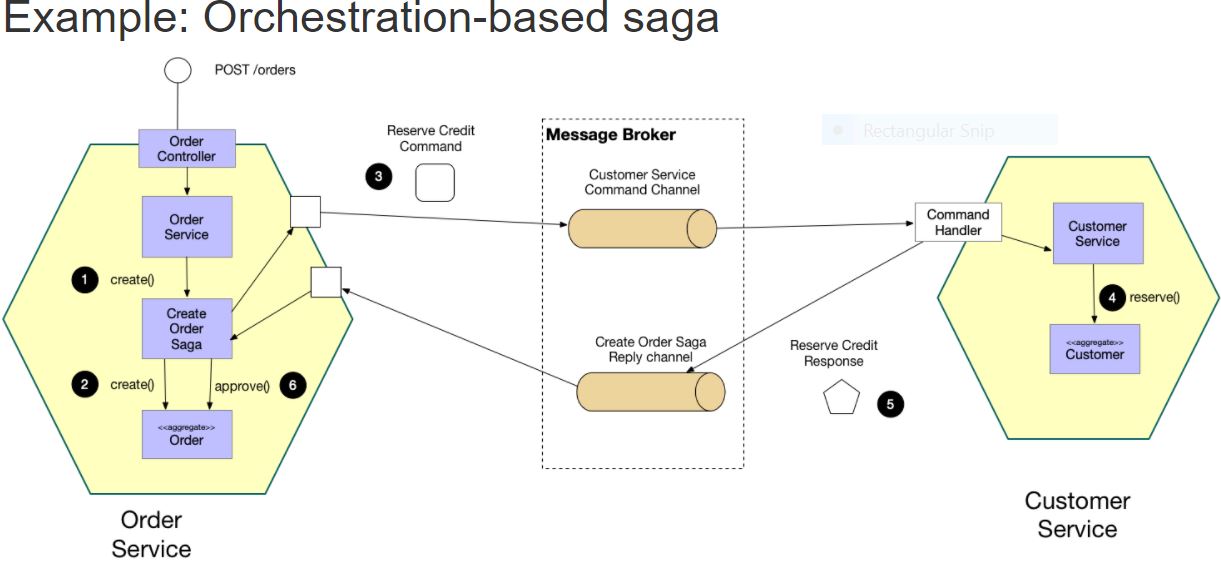 Example: Orchestration-based saga
POST /orders
Order
Controller
Order
Service
1
create()
Create
Order
Saga
2
create()
approve()
6
<<aggregate>>
Order
Order
Service
Reserve Credit
Command
3
Message Broker
Customer Service
Command Channel
Create Order Saga
Reply channel
Rectangular Snip
Command
Handler
Customer
Service
4
reserve()
<<aggregate>>
Customer
Reserve Credit
Response
5
Customer
Service